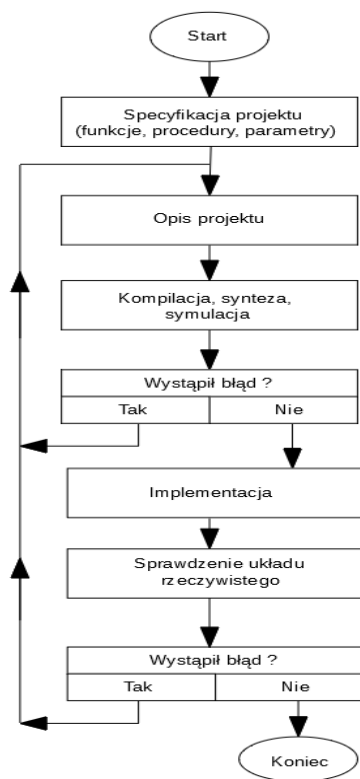 Start
Specyfikacja projektu
(funkcje, procedury, parametry)
Opis projektu
Kompilacja, synteza,
symulacja
Wystąpił błąd ?
Tak
Nie
Implementacja
Sprawdzenie układu
rzeczywistego
Wystąpił błąd ?
Tak
Nie
Koniec